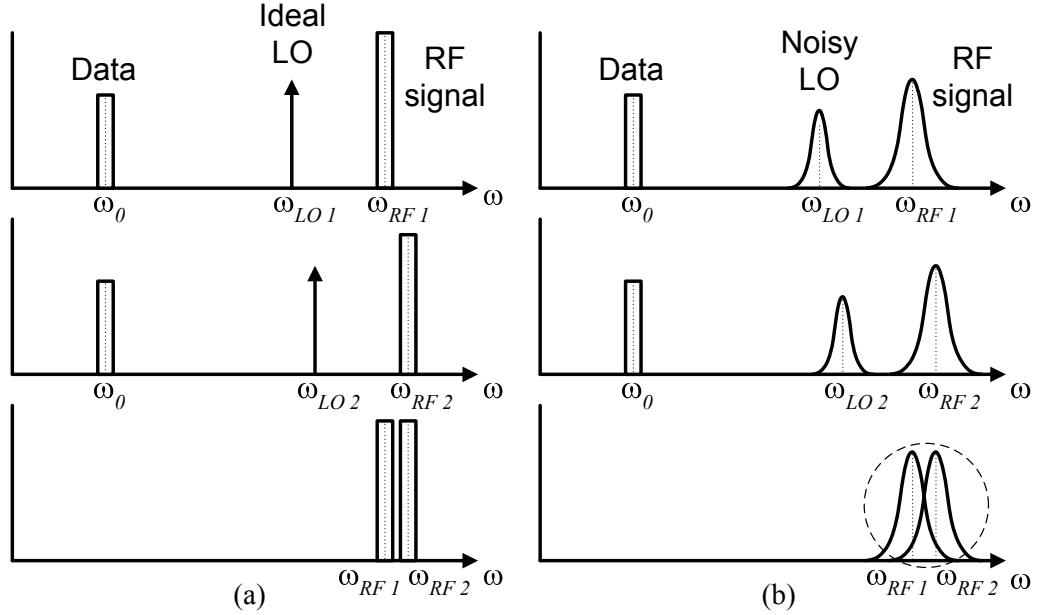 Ideal
LO
Data
RF
signal
ω0 ωLO 1 ωRF 1 ω
ω0 ωLO 2 ωRF 2 ω
ωRF 1 ωRF 2 ω
(a)
Noisy
LO
Data
RF
signal
ω0 ωLO 1 ωRF 1 ω
ω0 ωLO 2 ωRF 2 ω
ωRF 1 ωRF 2 ω
(b)